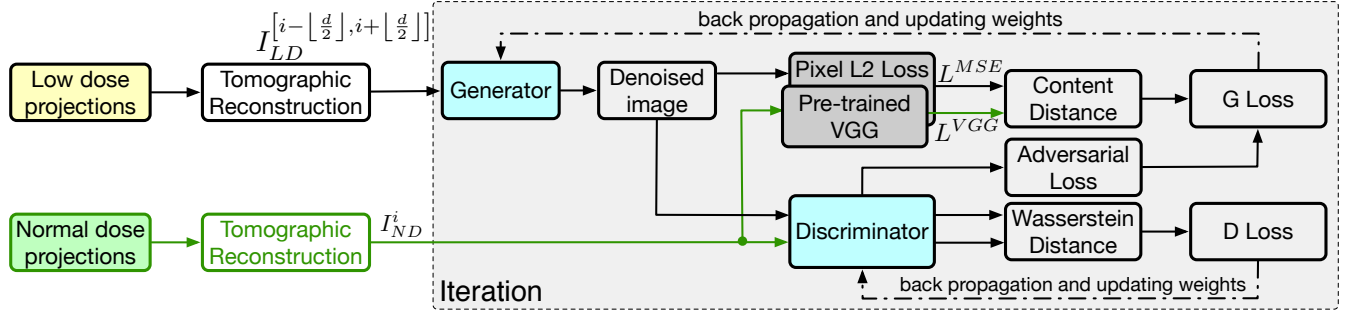 back propagation and updating weights
I_{LD}^{[i-⌊d/2⌋,i+⌊d/2⌋]}
Low dose
projections
Tomographic
Reconstruction
Generator
Denoised
image
Pixel L2 Loss
Pre-trained
VGG
L^{MSE}
L^{VGG}
Content
Distance
G Loss
Adversarial
Loss
Normal dose
projections
Tomographic
Reconstruction
I_{ND}^{i}
Discriminator
Wasserstein
Distance
D Loss
back propagation and updating weights
Iteration